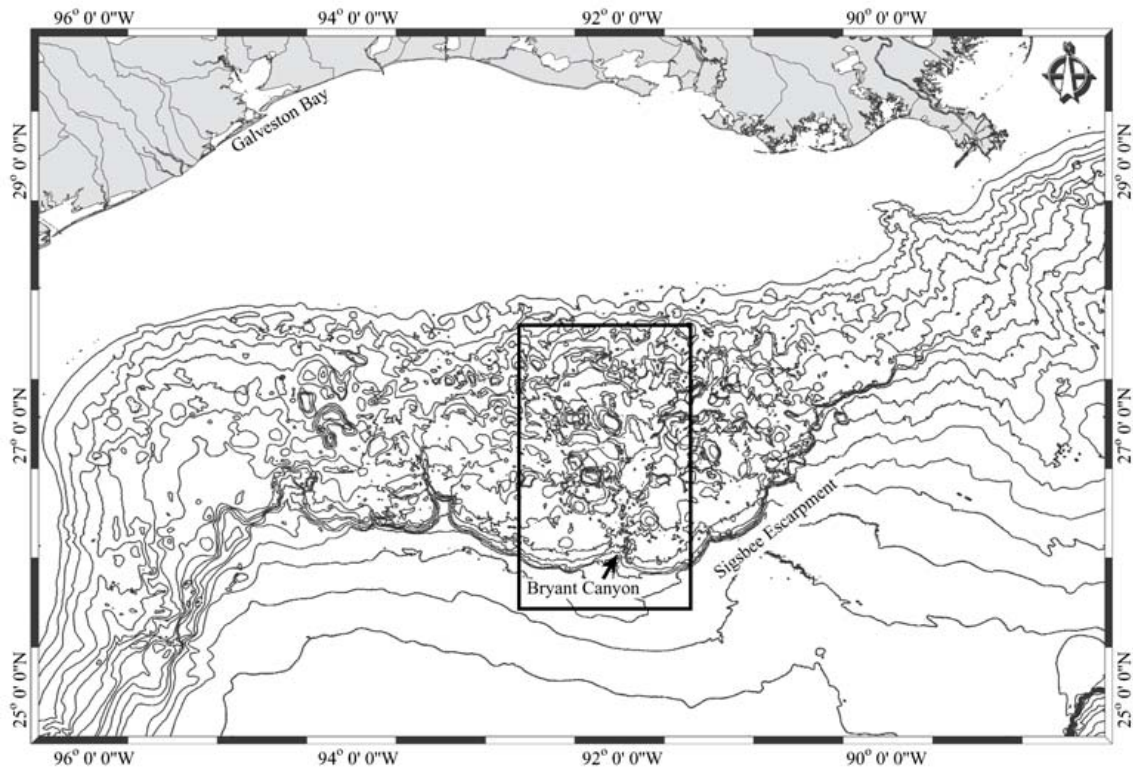 96° 0' 0"W 94° 0' 0"W 92° 0' 0"W 90° 0' 0"W
Galveston Bay
29° 0' 0"N 29° 0' 0"N
27° 0' 0"N 27° 0' 0"N
Sigsbee Escarpment
Bryant Canyon
25° 0' 0"N 25° 0' 0"N
96° 0' 0"W 94° 0' 0"W 92° 0' 0"W 90° 0' 0"W